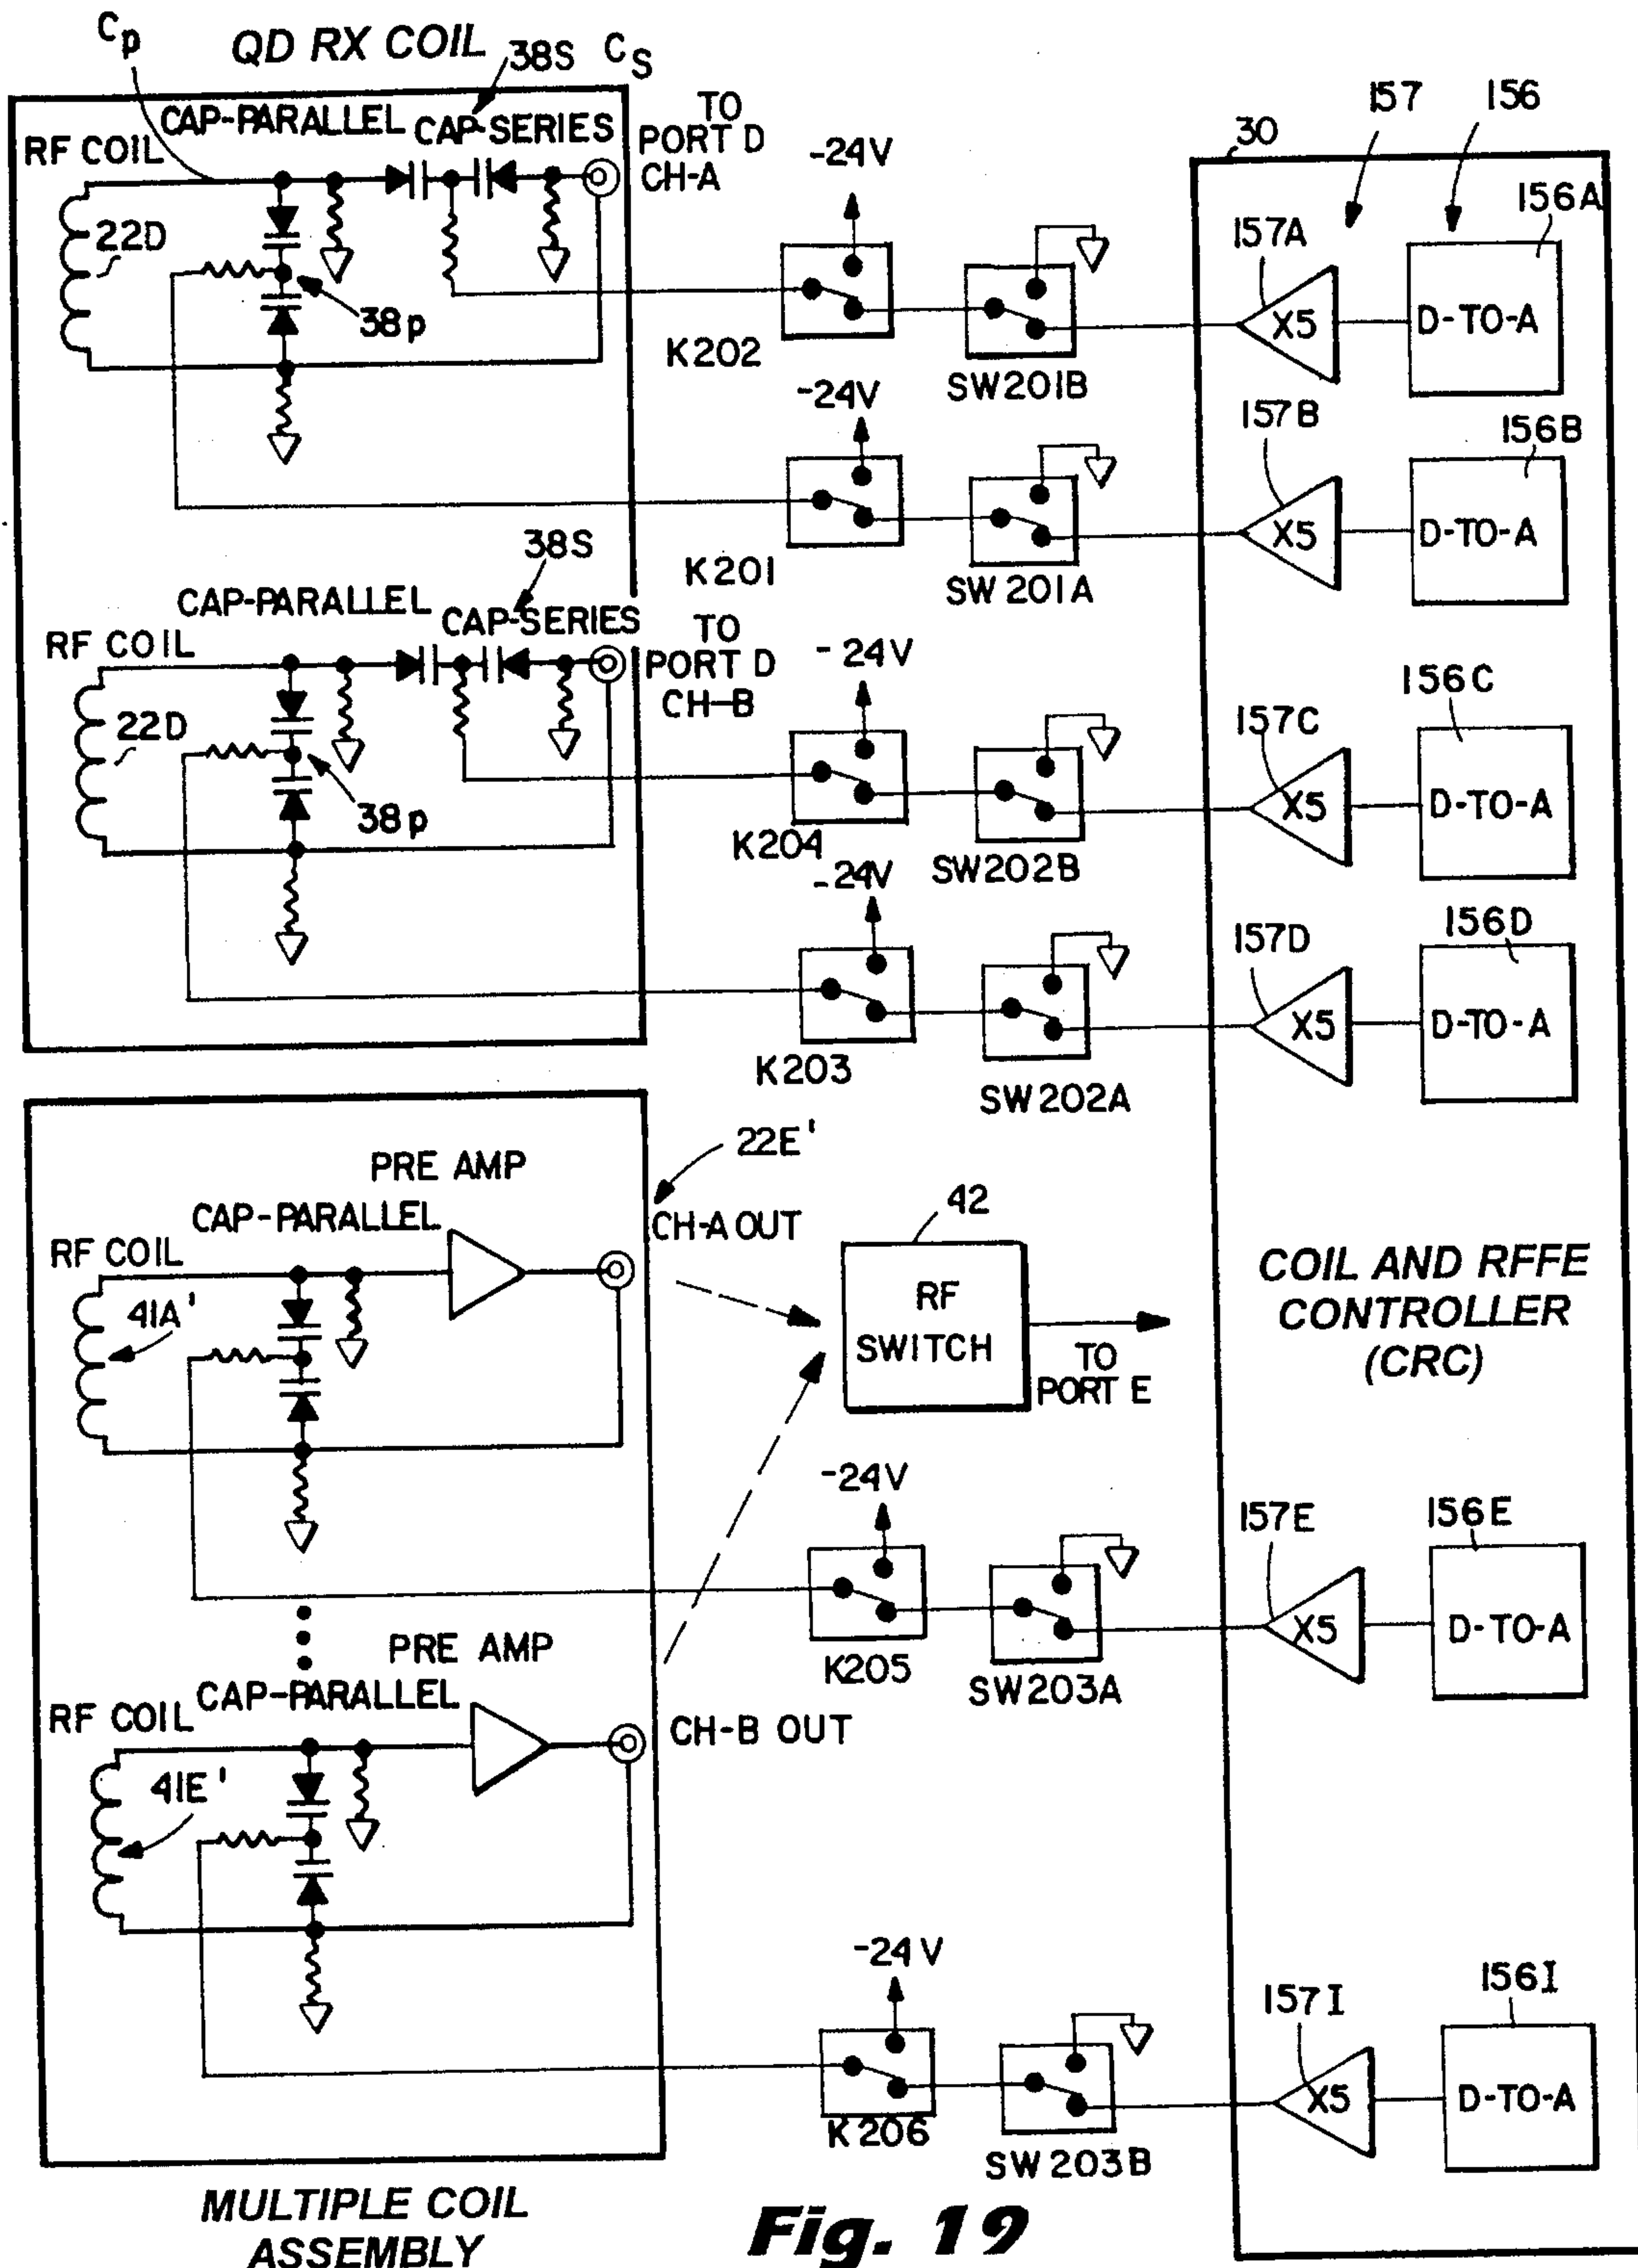 Cp
QD RX COIL
38S
CS
CAP-PARALLEL
CAP-SERIES
RF COIL
TO
PORT D
CH-A
22D
38p
-24V
K202
SW201B
30
157
156
157A
X5
156A
D-TO-A
-24V
K201
SW201A
157B
X5
156B
D-TO-A
38S
CAP-PARALLEL
CAP-SERIES
RF COIL
TO
PORT D
CH-B
22D
38p
-24V
K204
SW202B
157C
X5
156C
D-TO-A
-24V
K203
SW202A
157D
X5
156D
D-TO-A
22E'
PRE AMP
CAP-PARALLEL
RF COIL
CH-A OUT
41A'
42
RF
SWITCH
TO
PORT E
COIL AND RFFE
CONTROLLER
(CRC)
-24V
K205
SW203A
157E
X5
156E
D-TO-A
PRE AMP
CAP-PARALLEL
RF COIL
CH-B OUT
41E'
-24V
K206
SW203B
157I
X5
156I
D-TO-A
MULTIPLE COIL
ASSEMBLY
Fig. 19